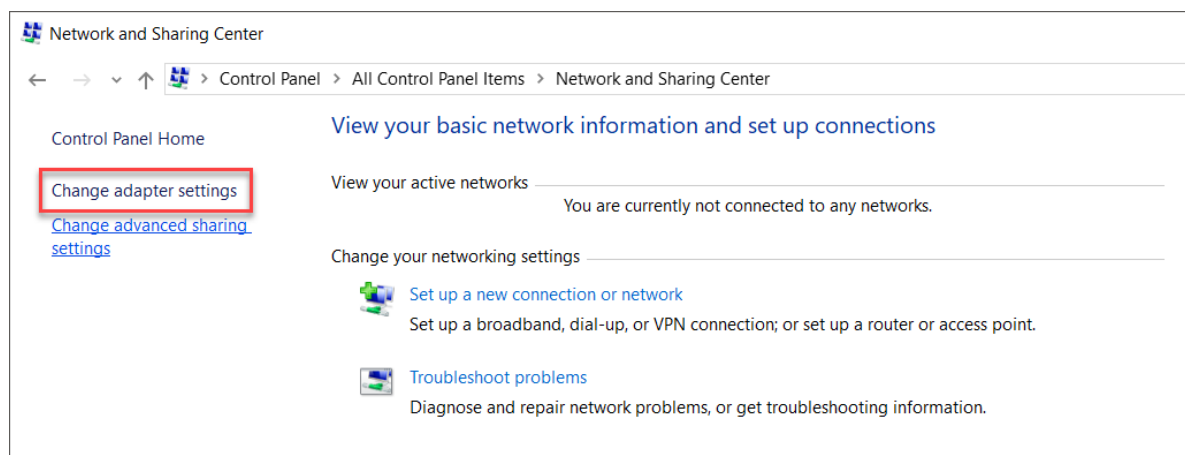 Network and Sharing Center
Control Panel > All Control Panel Items > Network and Sharing Center
Control Panel Home
Change adapter settings
Change advanced sharing
settings
View your basic network information and set up connections
View your active networks
You are currently not connected to any networks.
Change your networking settings
Set up a new connection or network
Set up a broadband, dial-up, or VPN connection; or set up a router or access point.
Troubleshoot problems
Diagnose and repair network problems, or get troubleshooting information.